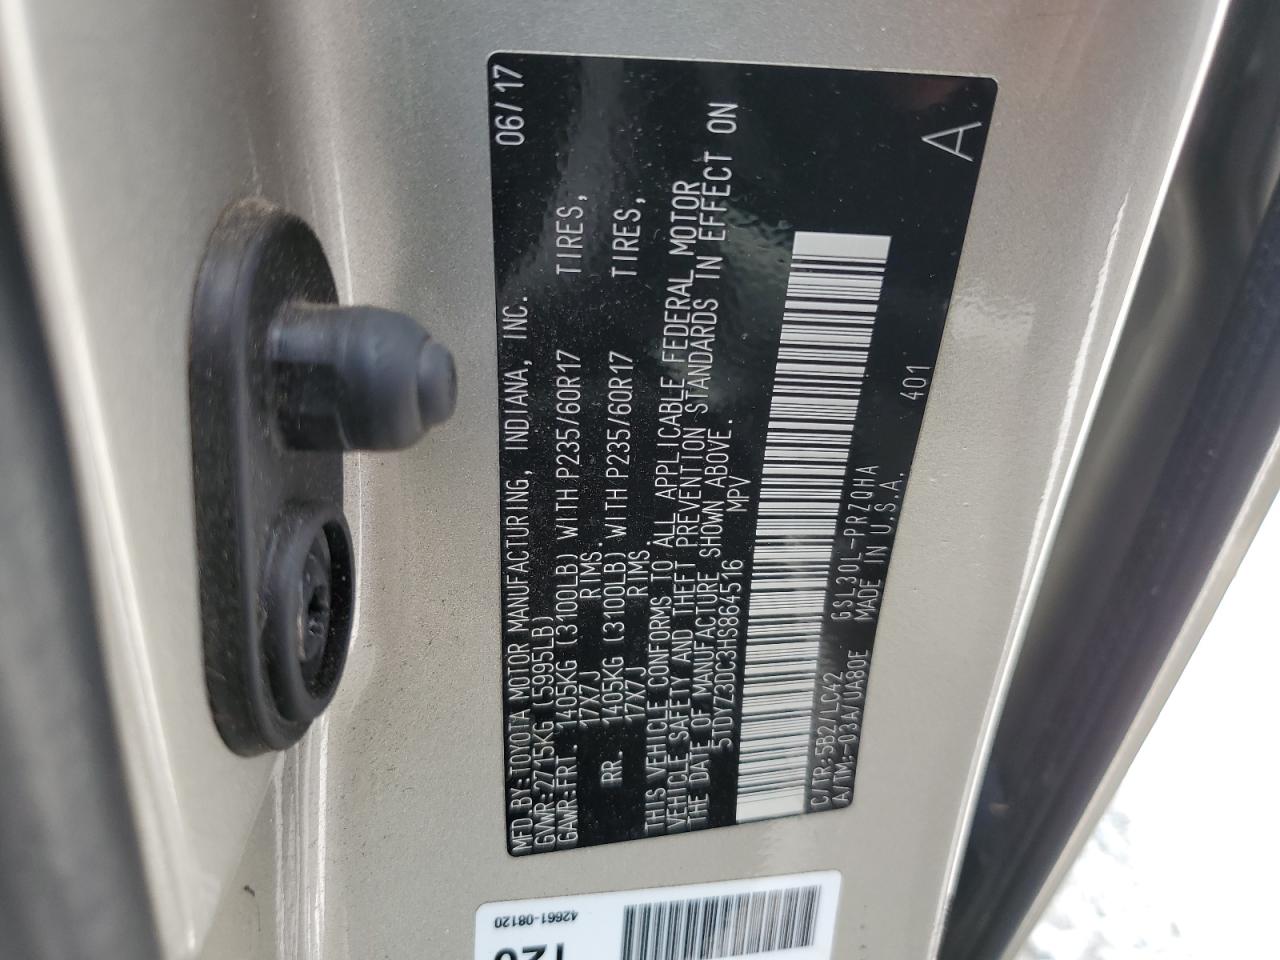 MFD.BY:TOYOTA MOTOR MANUFACTURING, INDIANA, INC. 06/17
GVWR:2715KG (5995LB)
GAWR:FRT. 1405KG (3100LB) WITH P235/60R17 TIRES,
17X7J RIMS.
RR. 1405KG (3100LB) WITH P235/60R17 TIRES,
17X7J RIMS
THIS VEHICLE CONFORMS TO ALL APPLICABLE FEDERAL MOTOR
VEHICLE SAFETY AND THEFT PREVENTION STANDARDS IN EFFECT ON
THE DATE OF MANUFACTURE SHOWN ABOVE.
5TDYZ3DC3HS864516 MPV
C/TR:5B2/LC42 GSL30L-PRZQHA 401 A
A/TM:-03A/UA80E MADE IN U.S.A.
42661-08120